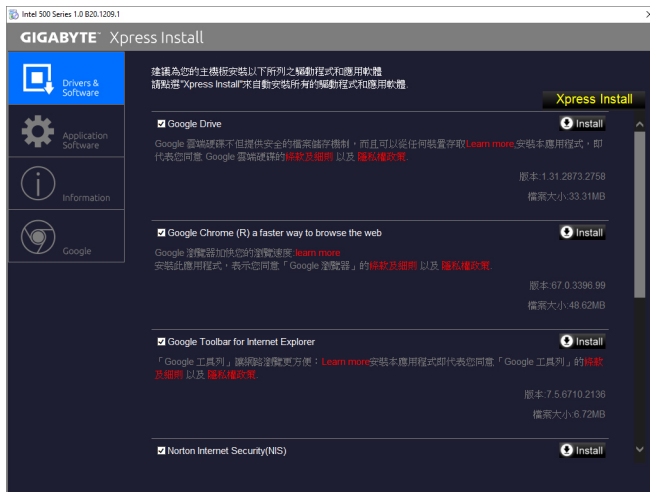 Intel 500 Series 1.0 B20.1209.1
GIGABYTE™ Xpress Install
Drivers &
Software
Application
Software
Information
Google
建議為您的主機板安裝以下所列之驅動程式和應用軟體
請點選"Xpress Install"來自動安裝所有的驅動程式和應用軟體.
Xpress Install
Google Drive
Install
Google 雲端硬碟不但提供安全的檔案儲存機制，而且可以從任何裝置存取Learn more,安裝本應用程式，即
代表您同意 Google 雲端硬碟的條款及細則 以及 隱私權政策.
版本:1.31.2873.2758
檔案大小:33.31MB
Google Chrome (R) a faster way to browse the web
Install
Google 瀏覽器加快您的瀏覽速度.learn more
安裝此應用程式，表示您同意「Google 瀏覽器」的條款及細則 以及 隱私權政策.
版本:67.0.3396.99
檔案大小:48.62MB
Google Toolbar for Internet Explorer
Install
「Google 工具列」讓網路瀏覽更方便：Learn more安裝本應用程式即代表您同意「Google 工具列」的條款
及細則 以及 隱私權政策.
版本:7.5.6710.2136
檔案大小:6.72MB
Norton Internet Security(NIS)
Install